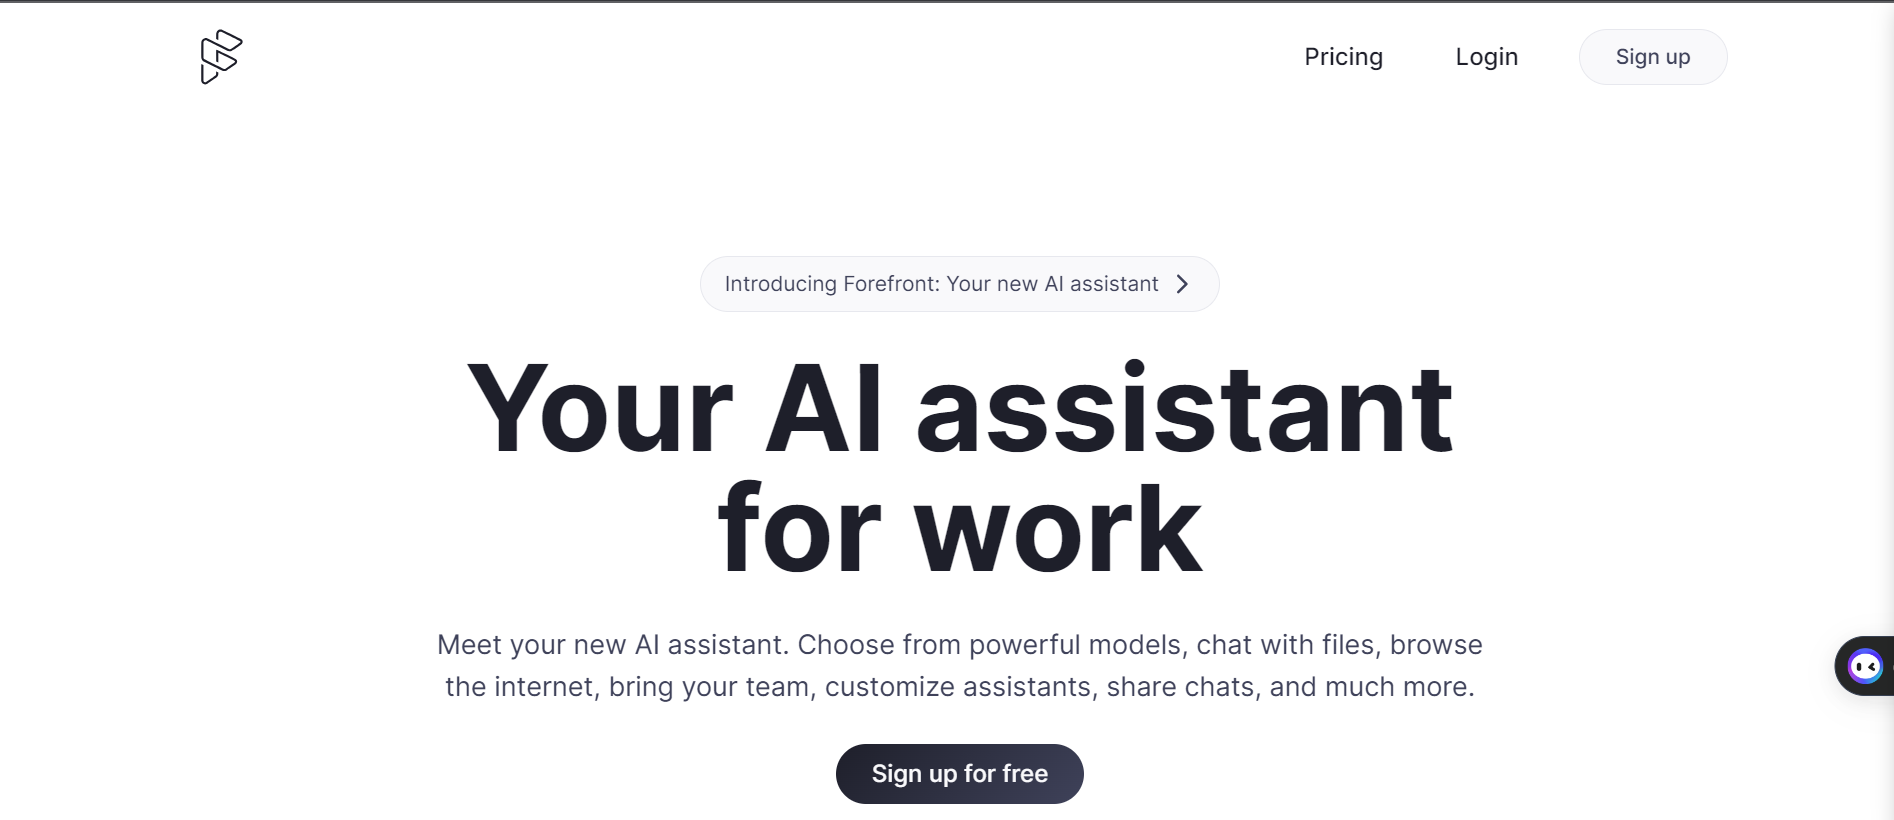 Pricing
Login
Sign up
Introducing Forefront: Your new AI assistant
Your AI assistant
for work
Meet your new AI assistant. Choose from powerful models, chat with files, browse
the internet, bring your team, customize assistants, share chats, and much more.
Sign up for free